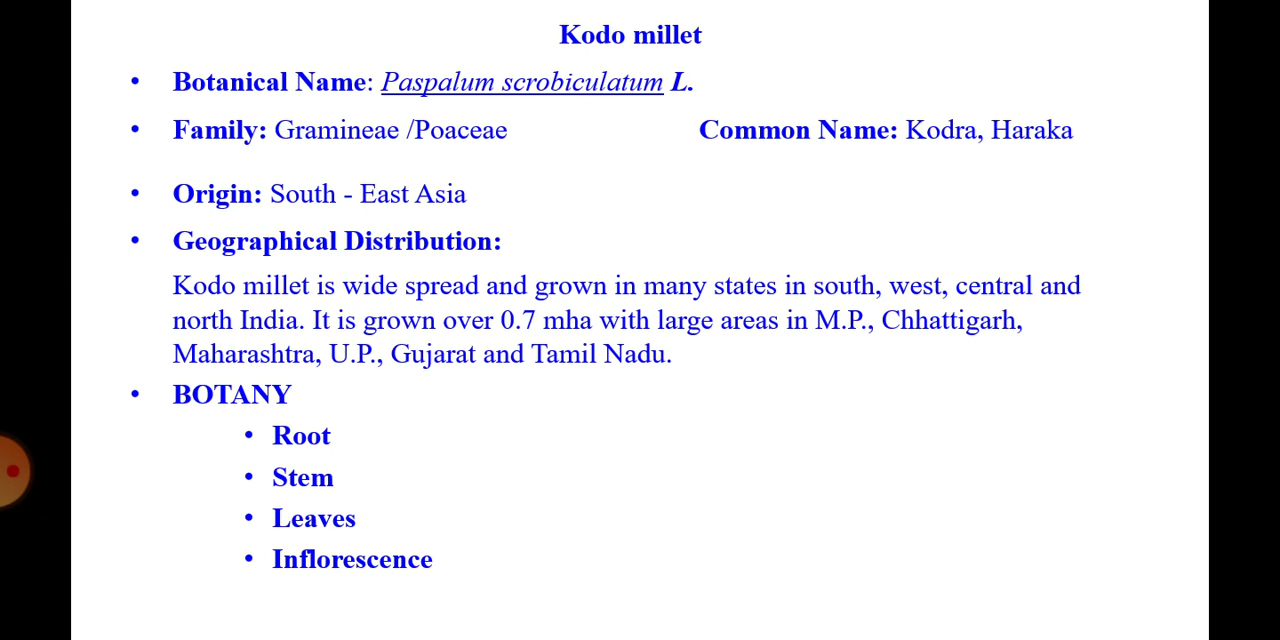 Kodo millet
• Botanical Name: Paspalum scrobiculatum L.
• Family: Gramineae /Poaceae Common Name: Kodra, Haraka
• Origin: South - East Asia
• Geographical Distribution:
Kodo millet is wide spread and grown in many states in south, west, central and
north India. It is grown over 0.7 mha with large areas in M.P., Chhattigarh,
Maharashtra, U.P., Gujarat and Tamil Nadu.
• BOTANY
• Root
• Stem
• Leaves
• Inflorescence